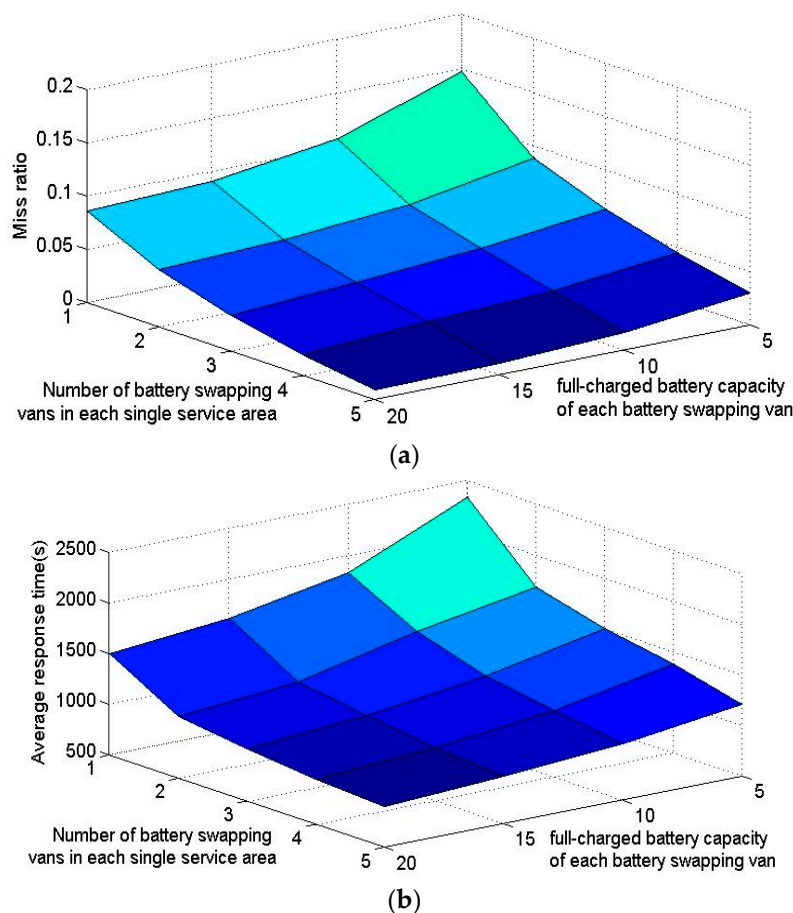 0.2
0.15
0.1
0.05
0
Miss ratio
1
2
3
4
5
Number of battery swapping
vans in each single service area
20
15
10
5
full-charged battery capacity
of each battery swapping van
(a)
2500
2000
1500
1000
500
Average response time(s)
1
2
3
4
5
Number of battery swapping
vans in each single service area
20
15
10
5
full-charged battery capacity
of each battery swapping van
(b)